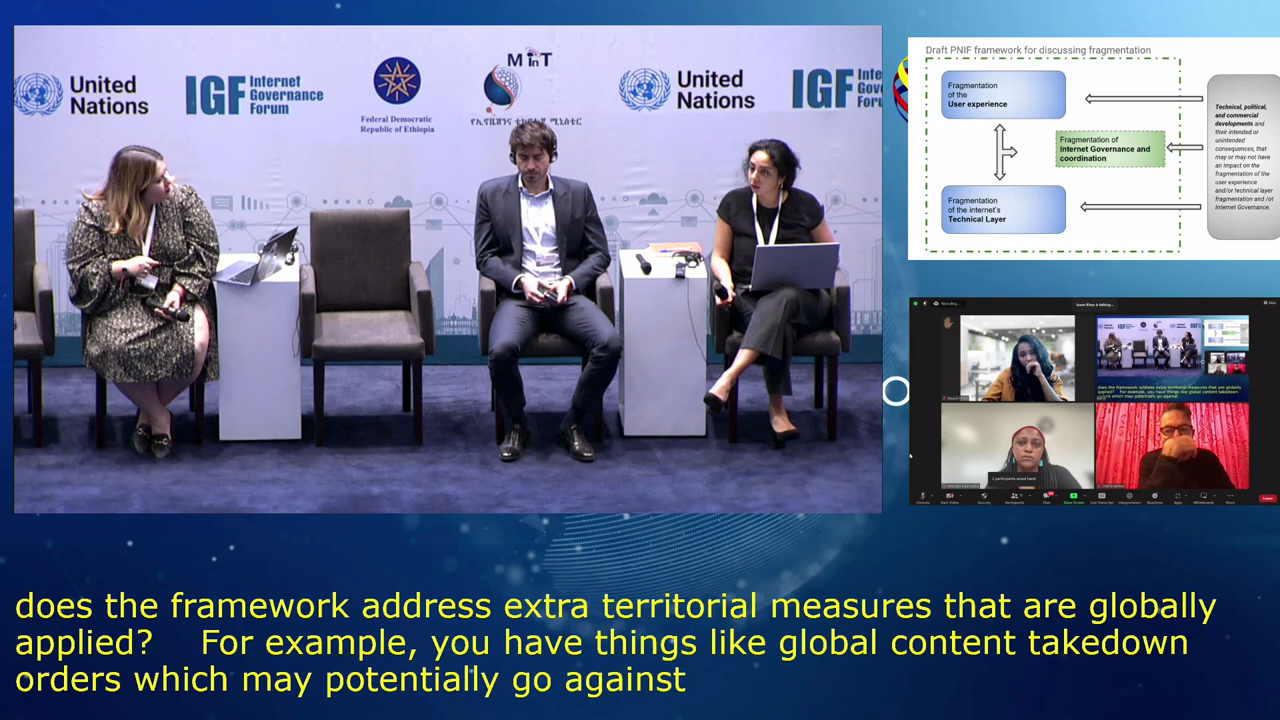 United
Nations
IGF
Internet
Governance
Forum
Federal Democratic
Republic of Ethiopia
MinT
የኢኖቬሽንና ቴክኖሎጂ ሚኒስቴር
United
Nations
IGF
Draft PNIF framework for discussing fragmentation
Fragmentation
of the
User experience
Fragmentation of
Internet Governance and
coordination
Fragmentation
of the internet's
Technical Layer
Technical, political,
and commercial
developments and
their intended or
unintended
consequences, that
may or may not have
an impact on the
fragmentation of the
user experience
and/or technical layer
fragmentation and /or
Internet Governance.
does the framework address extra territorial measures that are globally
applied? For example, you have things like global content takedown
orders which may potentially go against